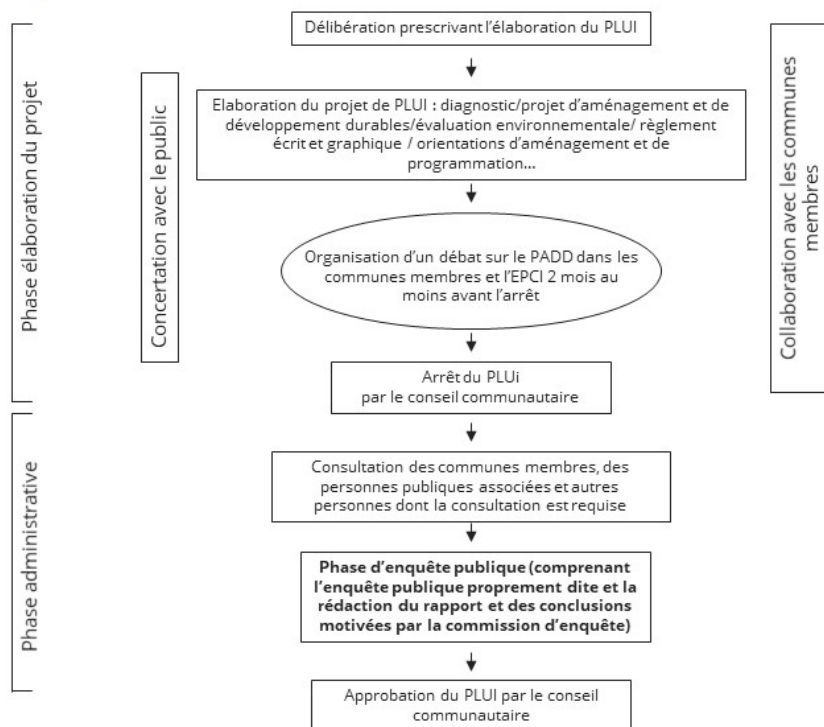 Délibération prescrivant l'élaboration du PLUI
Phase élaboration du projet
Concertation avec le public
Collaboration avec les communes
membres
Elaboration du projet de PLUI : diagnostic/projet d'aménagement et de
développement durables/évaluation environnementale/ règlement
écrit et graphique / orientations d'aménagement et de
programmation...
Organisation d'un débat sur le PADD dans les
communes membres et l'EPCI 2 mois au
moins avant l'arrêt
Arrêt du PLUi
par le conseil communautaire
Phase administrative
Consultation des communes membres, des
personnes publiques associées et autres
personnes dont la consultation est requise
Phase d'enquête publique (comprenant
l'enquête publique proprement dite et la
rédaction du rapport et des conclusions
motivées par la commission d'enquête)
Approbation du PLUI par le conseil
communautaire